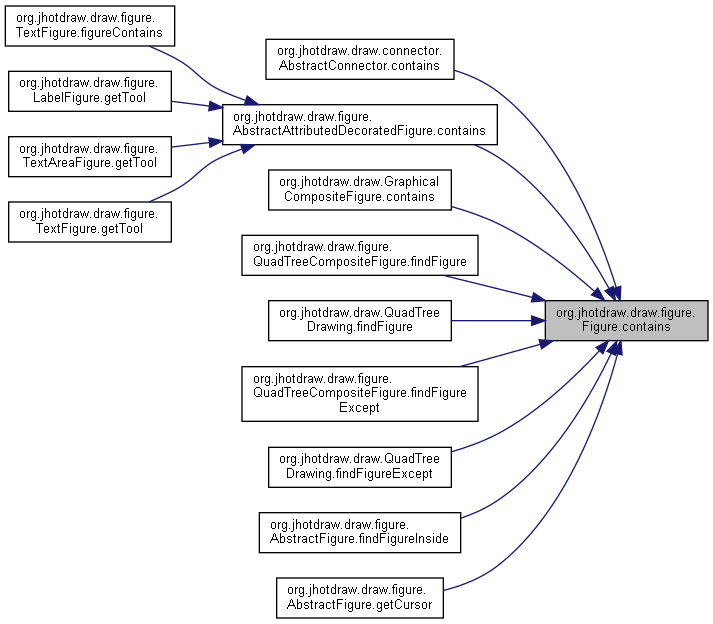 org.jhotdraw.draw.figure.
TextFigure.figureContains
org.jhotdraw.draw.figure.
LabelFigure.getTool
org.jhotdraw.draw.figure.
TextAreaFigure.getTool
org.jhotdraw.draw.figure.
TextFigure.getTool
org.jhotdraw.draw.connector.
AbstractConnector.contains
org.jhotdraw.draw.figure.
AbstractAttributedDecoratedFigure.contains
org.jhotdraw.draw.Graphical
CompositeFigure.contains
org.jhotdraw.draw.figure.
QuadTreeCompositeFigure.findFigure
org.jhotdraw.draw.QuadTree
Drawing.findFigure
org.jhotdraw.draw.figure.
QuadTreeCompositeFigure.findFigure
Except
org.jhotdraw.draw.QuadTree
Drawing.findFigureExcept
org.jhotdraw.draw.figure.
AbstractFigure.findFigureInside
org.jhotdraw.draw.figure.
AbstractFigure.getCursor
org.jhotdraw.draw.figure.
Figure.contains